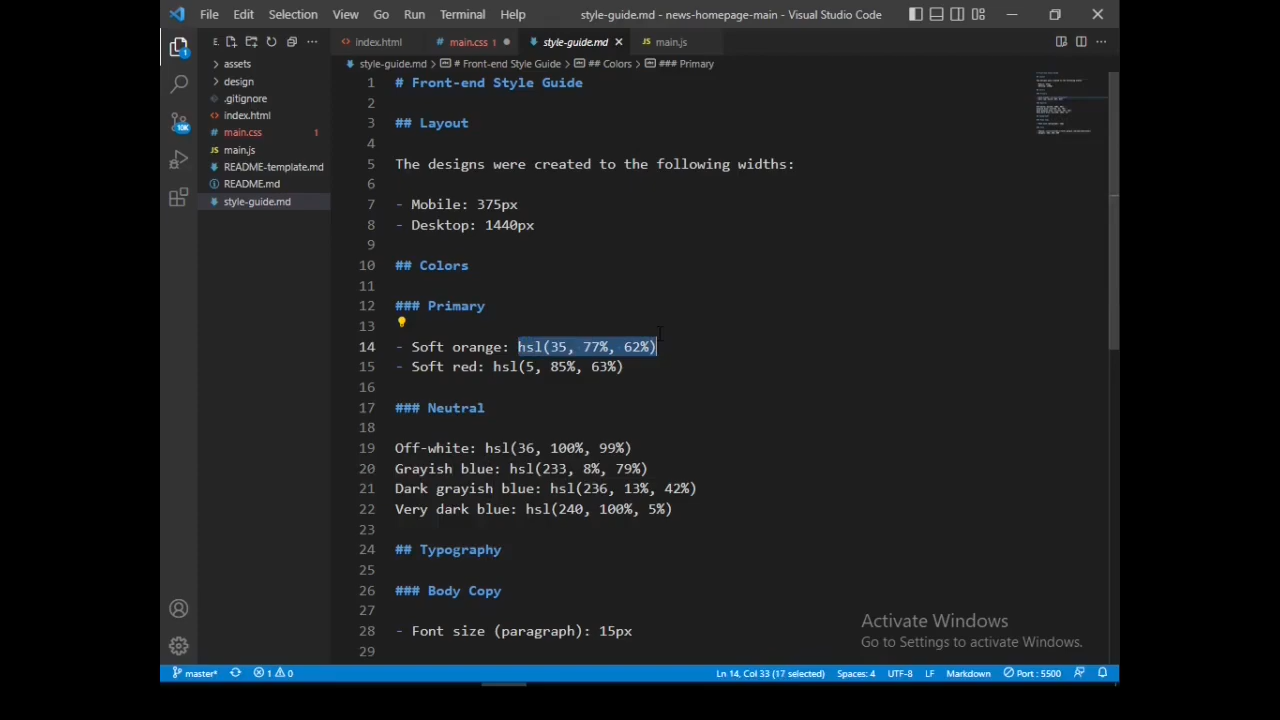 File Edit Selection View Go Run Terminal Help style-guide.md - news-homepage-main - Visual Studio Code
1 E. ... index.html # main.css 1 style-guide.md JS main.js ...
style-guide.md > # Front-end Style Guide > ## Colors > ### Primary
> assets
> design
.gitignore
index.html
# main.css 1
JS main.js
README-template.md
README.md
style-guide.md
10K
1 # Front-end Style Guide
2
3 ## Layout
4
5 The designs were created to the following widths:
6
7 - Mobile: 375px
8 - Desktop: 1440px
9
10 ## Colors
11
12 ### Primary
13
14 - Soft orange: hsl(35, 77%, 62%)
15 - Soft red: hsl(5, 85%, 63%)
16
17 ### Neutral
18
19 Off-white: hsl(36, 100%, 99%)
20 Grayish blue: hsl(233, 8%, 79%)
21 Dark grayish blue: hsl(236, 13%, 42%)
22 Very dark blue: hsl(240, 100%, 5%)
23
24 ## Typography
25
26 ### Body Copy
27
28 - Font size (paragraph): 15px
29
Activate Windows
Go to Settings to activate Windows.
master* 1 0 Ln 14, Col 33 (17 selected) Spaces: 4 UTF-8 LF Markdown Port : 5500